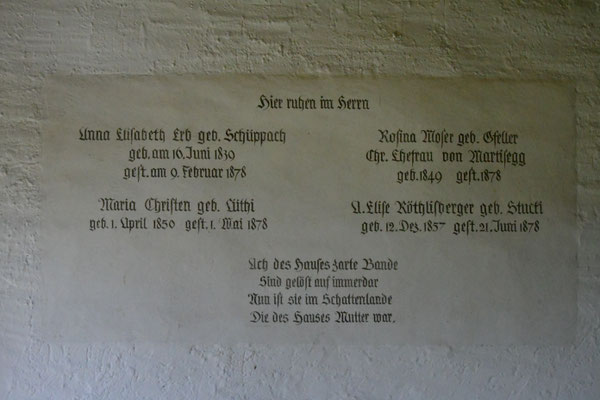 Hier ruhen im Herrn
Anna Elisabeth Erb geb. Schüppach
geb. am 16. Juni 1830
gest. am 9. Februar 1878
Rosina Moser geb. Gfeller
Chr. Ehefrau von Martisegg
geb. 1849 gest. 1878
Maria Christen geb. Lüthi
geb. 1. April 1850 gest. 1. Mai 1878
A. Elise Röthlisberger geb. Stucki
geb. 12. Dez. 1857 gest. 21. Juni 1878
Ach des Hauses zarte Bande
Sind gelöst auf immerdar
Nun ist sie im Schattenlande
Die des Hauses Mutter war.